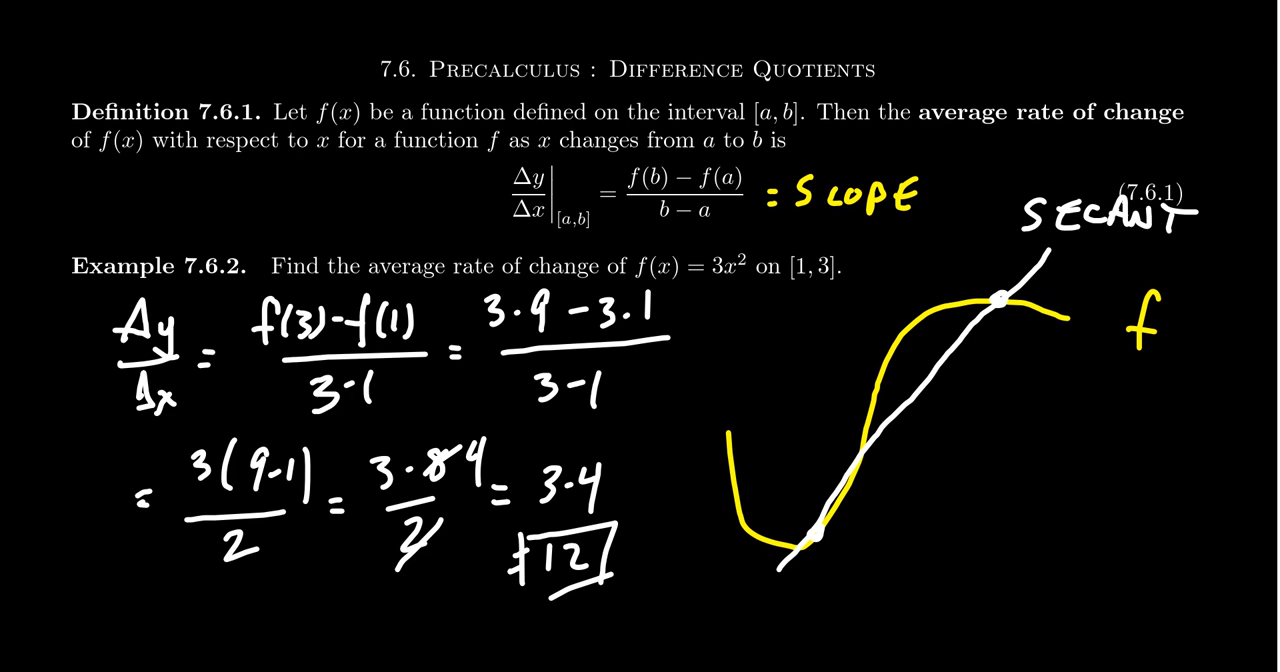 7.6. PRECALCULUS : DIFFERENCE QUOTIENTS
Definition 7.6.1. Let f(x) be a function defined on the interval [a, b]. Then the average rate of change
of f(x) with respect to x for a function f as x changes from a to b is
Δy/Δx|[a,b] = (f(b) − f(a))/(b − a) = SLOPE (7.6.1)
SECANT
Example 7.6.2. Find the average rate of change of f(x) = 3x² on [1, 3].
Δy/Δx = (f(3)-f(1))/(3-1) = (3·9 - 3·1)/(3-1)
f
= 3(9-1)/2 = 3·8 4/2 = 3·4
= 12